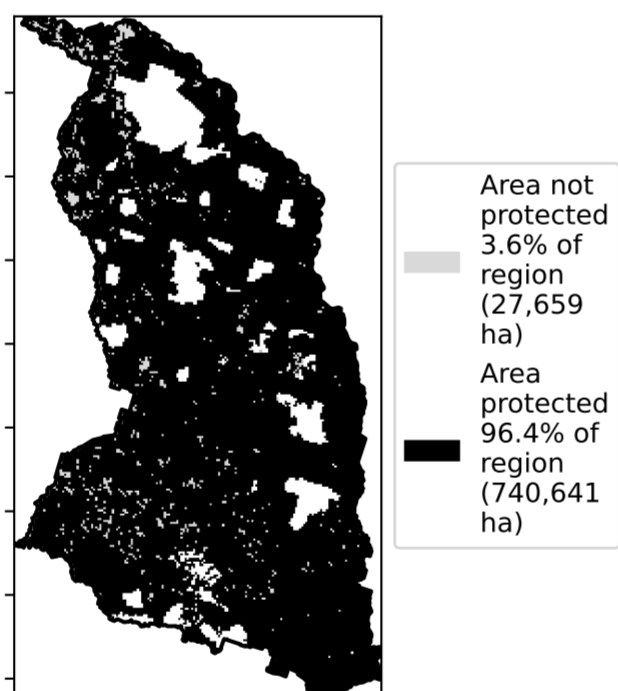 Area not
protected
3.6% of
region
(27,659
ha)
Area
protected
96.4% of
region
(740,641
ha)